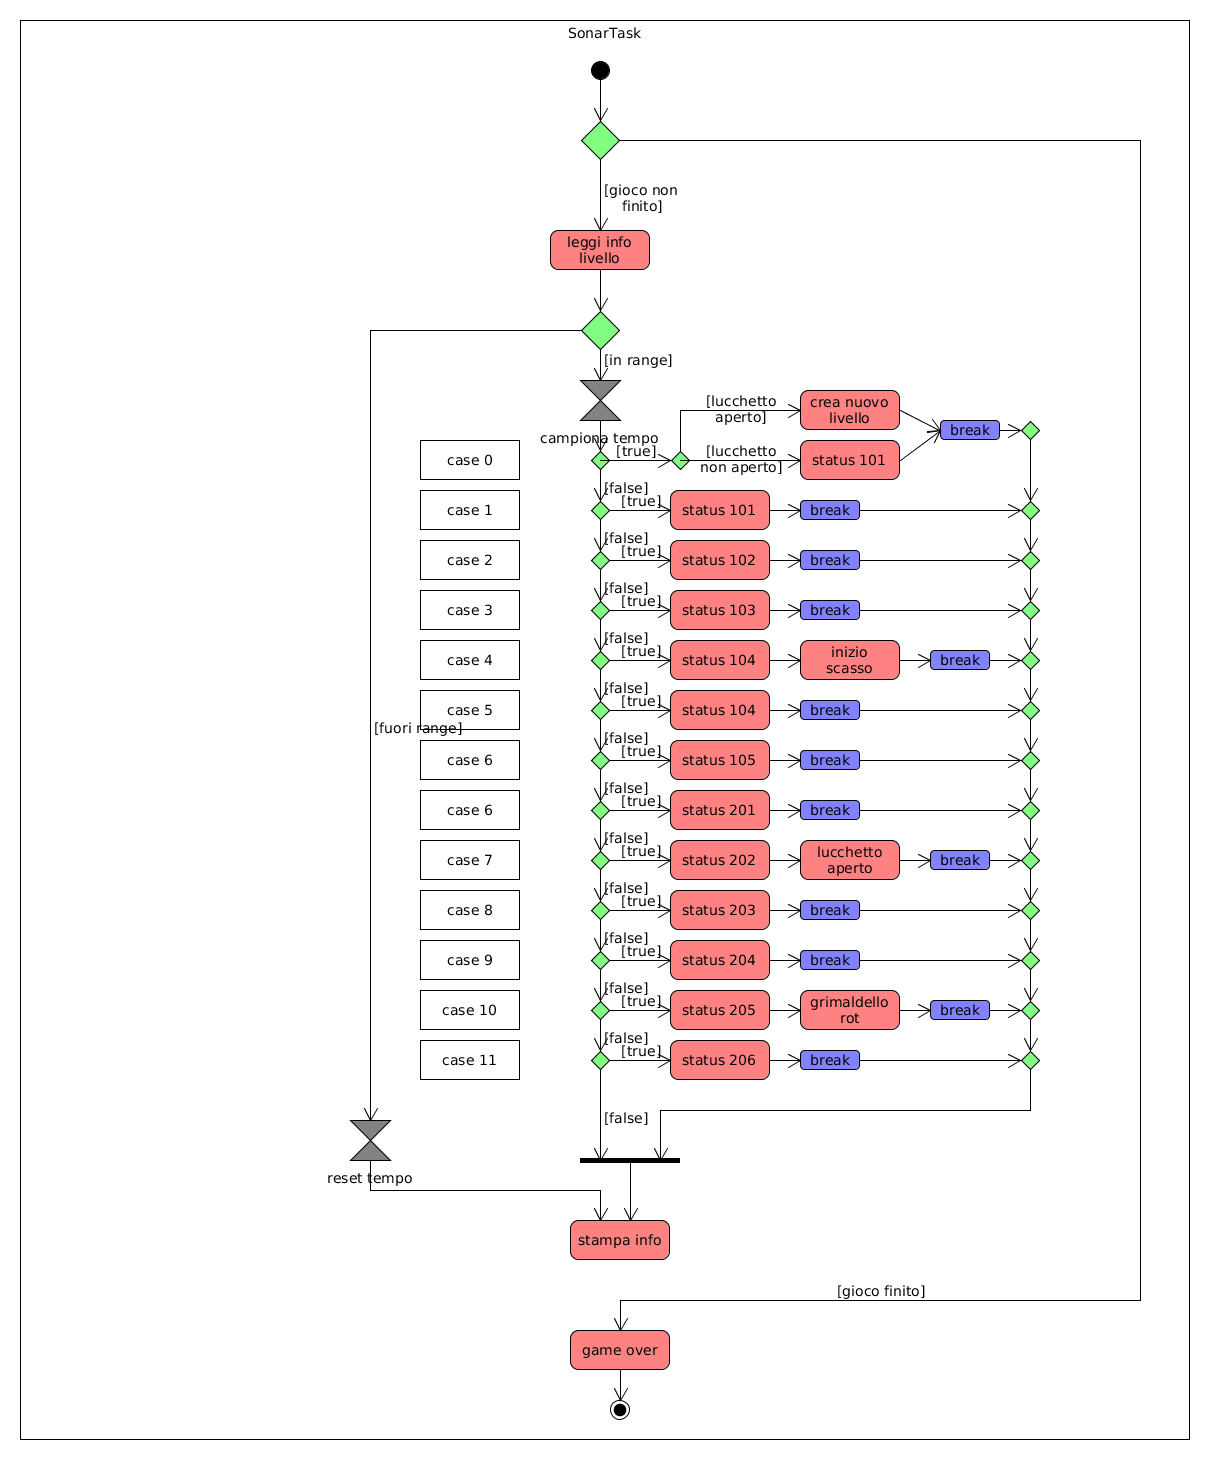 SonarTask
[gioco non
finito]
leggi info
livello
[in range]
campiona tempo
[lucchetto
aperto]
crea nuovo
livello
break
case 0
[true]
[lucchetto
non aperto]
status 101
[false]
case 1
[true]
status 101
break
[false]
case 2
[true]
status 102
break
[false]
case 3
[true]
status 103
break
[false]
case 4
[true]
status 104
inizio
scasso
break
[false]
case 5
[true]
status 104
break
[fuori range]
[false]
case 6
[true]
status 105
break
[false]
case 6
[true]
status 201
break
[false]
case 7
[true]
status 202
lucchetto
aperto
break
[false]
case 8
[true]
status 203
break
[false]
case 9
[true]
status 204
break
[false]
case 10
[true]
status 205
grimaldello
rot
break
[false]
case 11
[true]
status 206
break
[false]
reset tempo
stampa info
[gioco finito]
game over